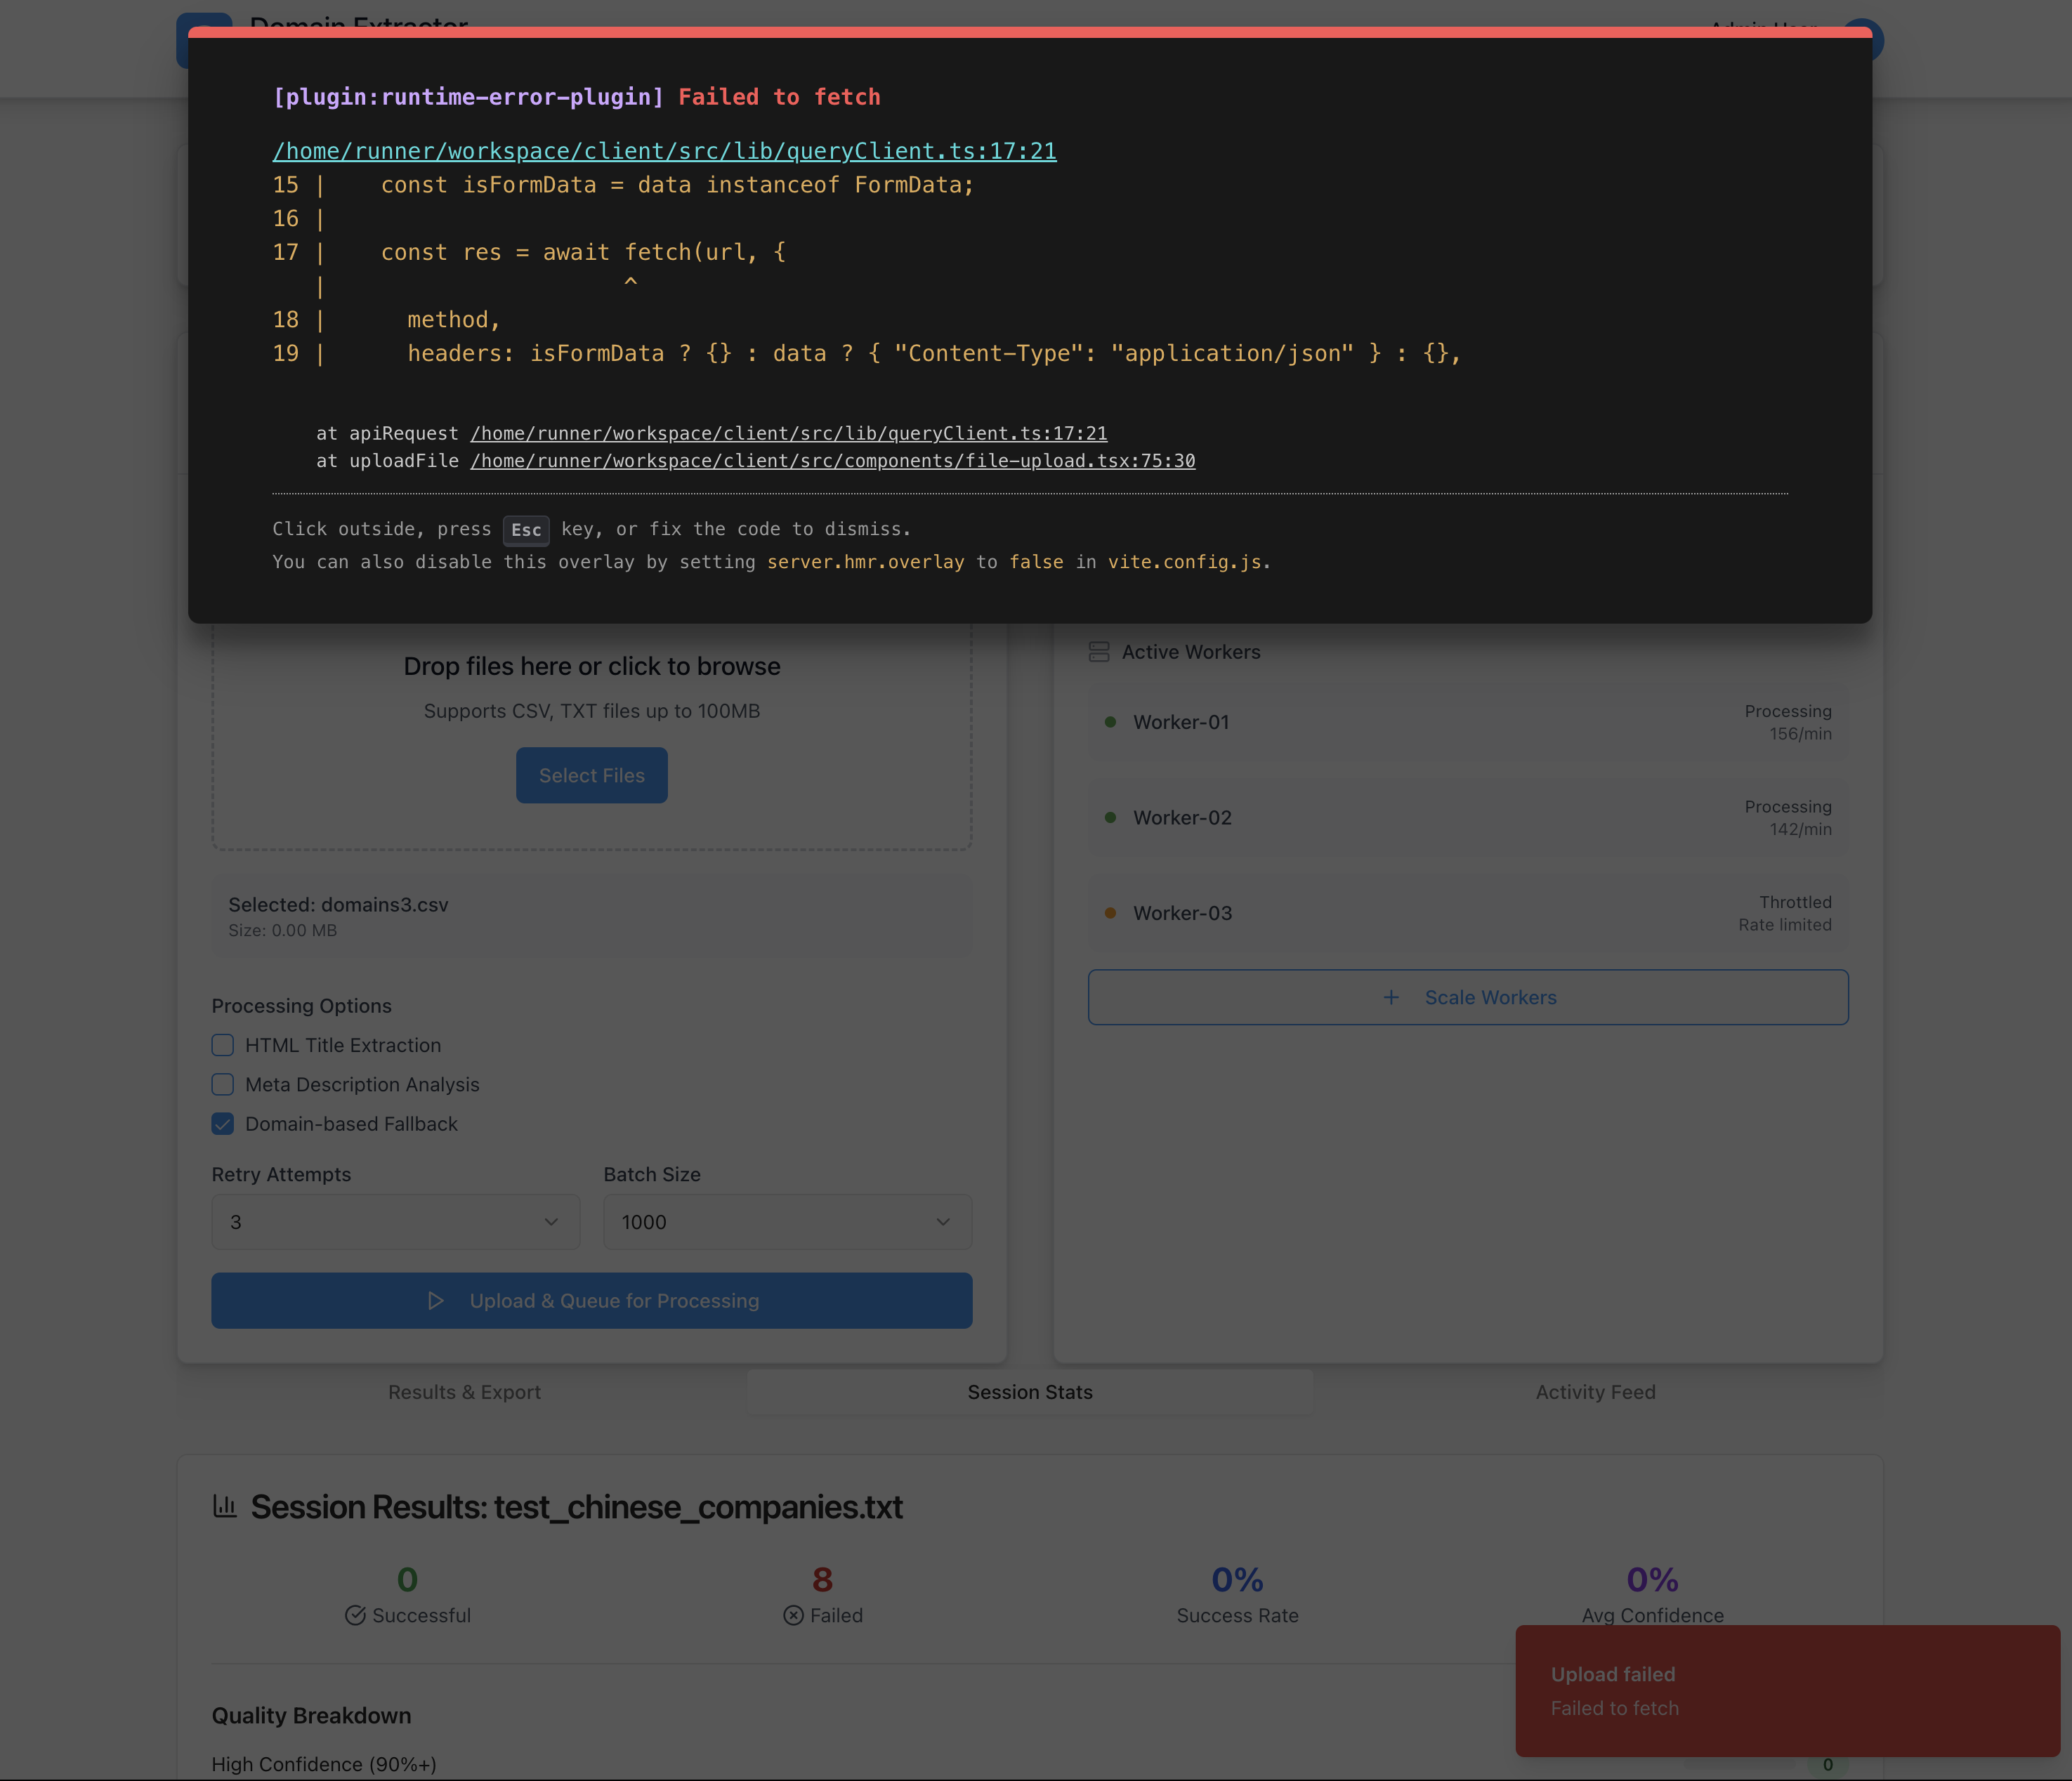 Domain Extractor
Admin User
[plugin:runtime-error-plugin] Failed to fetch
/home/runner/workspace/client/src/lib/queryClient.ts:17:21
15 |    const isFormData = data instanceof FormData;
16 |
17 |    const res = await fetch(url, {
   |                      ^
18 |      method,
19 |      headers: isFormData ? {} : data ? { "Content-Type": "application/json" } : {},
at apiRequest /home/runner/workspace/client/src/lib/queryClient.ts:17:21
at uploadFile /home/runner/workspace/client/src/components/file-upload.tsx:75:30
Click outside, press Esc key, or fix the code to dismiss.
You can also disable this overlay by setting server.hmr.overlay to false in vite.config.js.
Drop files here or click to browse
Supports CSV, TXT files up to 100MB
Select Files
Selected: domains3.csv
Size: 0.00 MB
Processing Options
HTML Title Extraction
Meta Description Analysis
Domain-based Fallback
Retry Attempts
Batch Size
3
1000
Upload & Queue for Processing
Active Workers
Worker-01
Processing
156/min
Worker-02
Processing
142/min
Worker-03
Throttled
Rate limited
+ Scale Workers
Results & Export
Session Stats
Activity Feed
Session Results: test_chinese_companies.txt
0
Successful
8
Failed
0%
Success Rate
0%
Avg Confidence
Quality Breakdown
High Confidence (90%+)
0
Upload failed
Failed to fetch